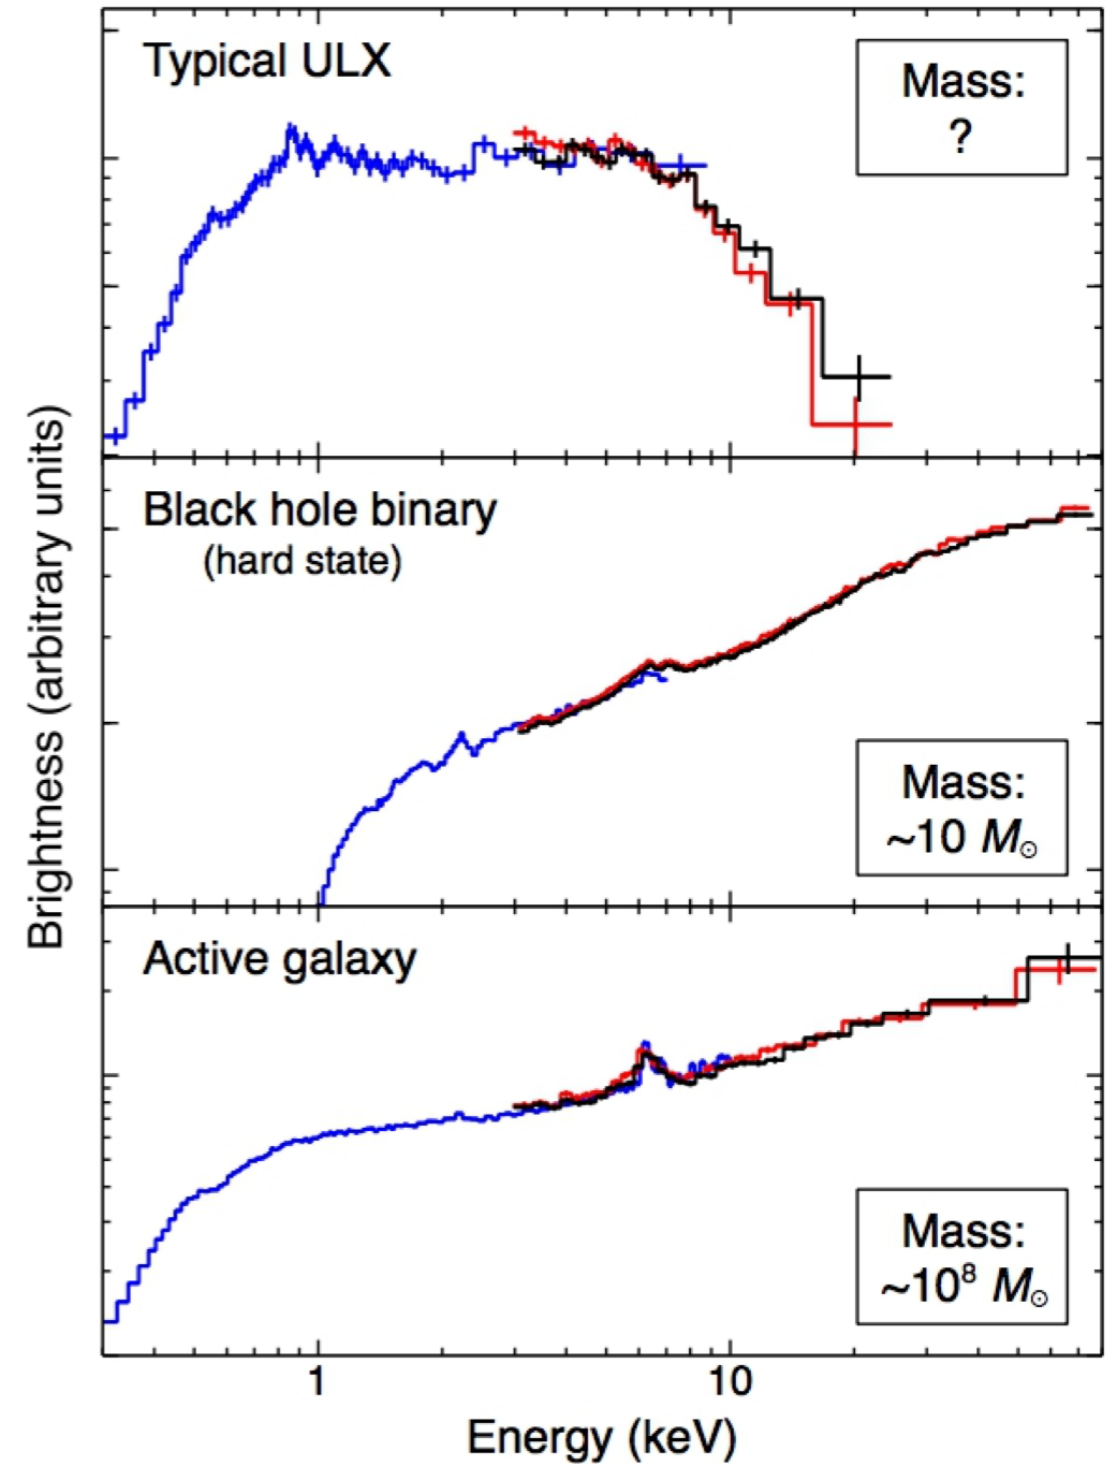 Typical ULX
Mass:
?
Black hole binary
(hard state)
Mass:
~10 M☉
Active galaxy
Mass:
~10⁸ M☉
Brightness (arbitrary units)
1
10
Energy (keV)